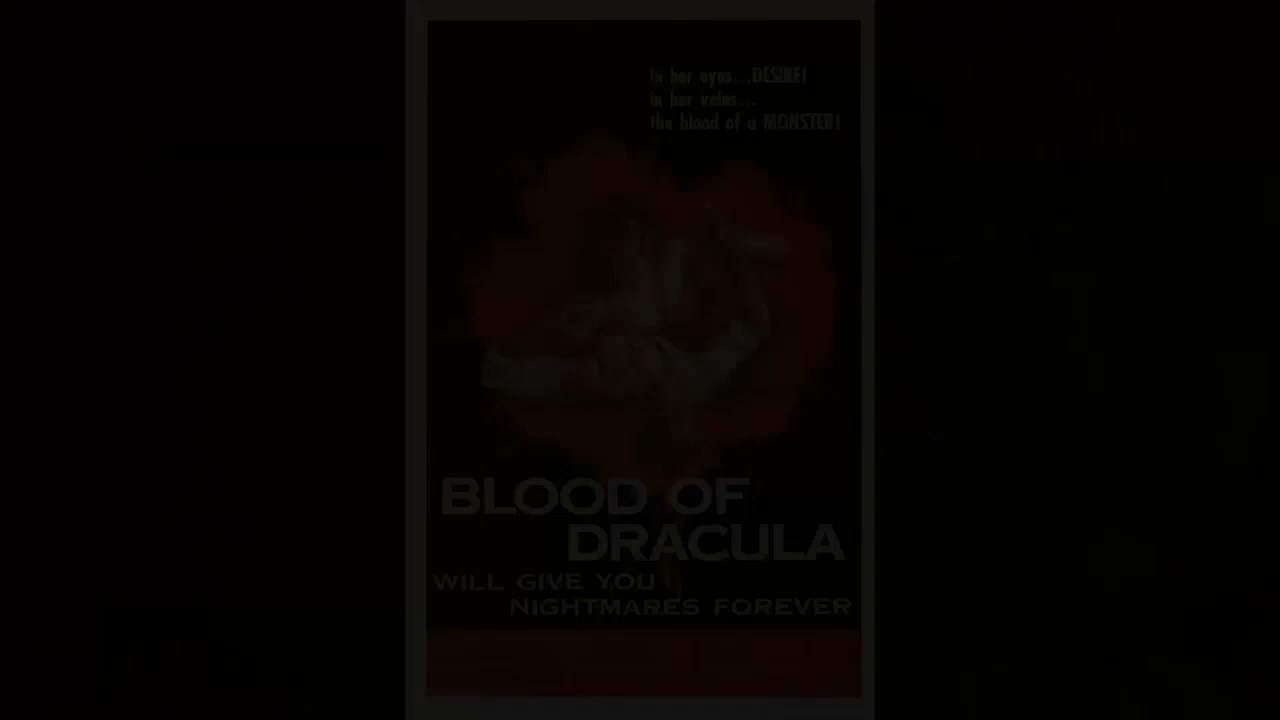 in her eyes...DESIRE!
in her veins...
the blood of a MONSTER!
BLOOD OF
DRACULA
WILL GIVE YOU
NIGHTMARES FOREVER